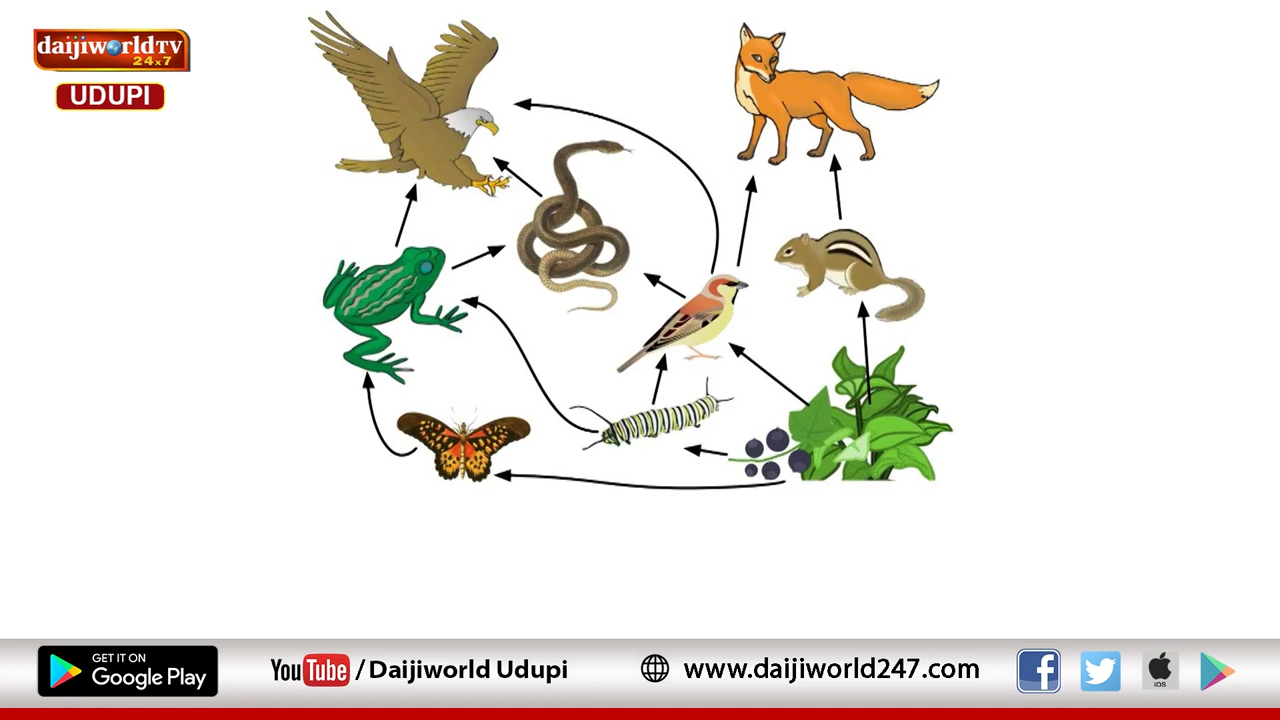 daijiworldTV
24x7
UDUPI
GET IT ON
Google Play
YouTube / Daijiworld Udupi
www.daijiworld247.com
f
iOS